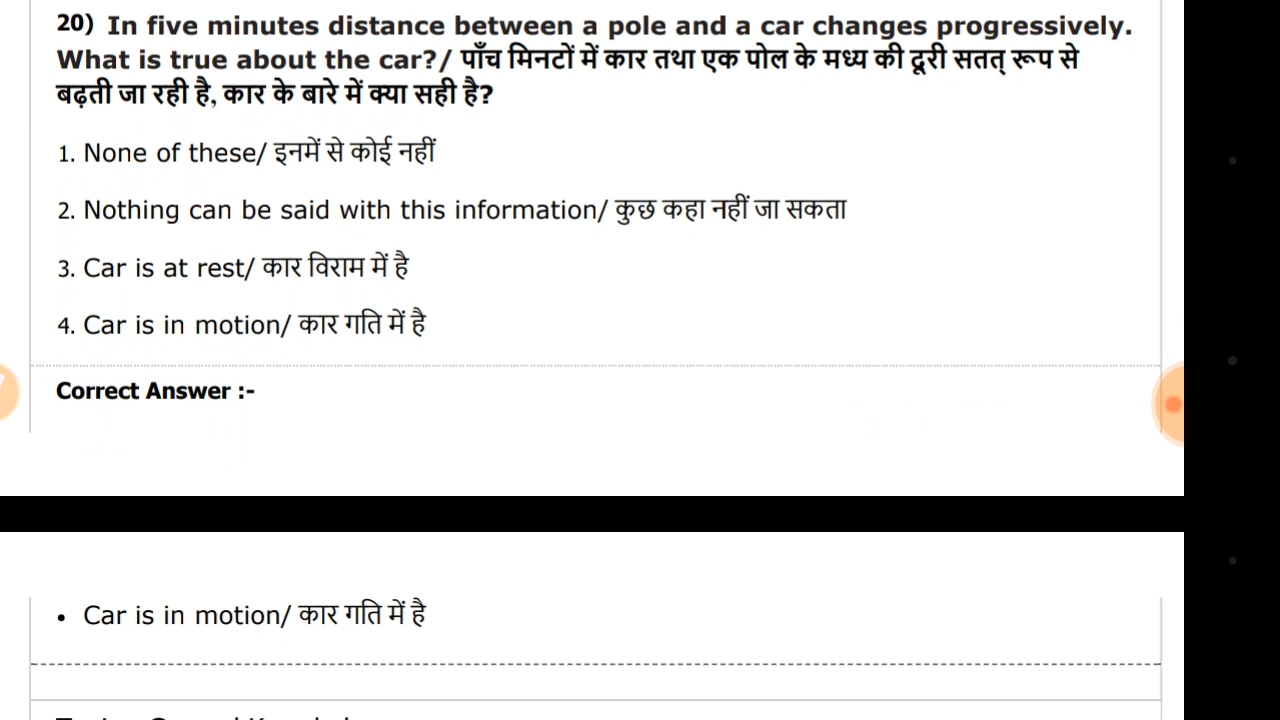 20) In five minutes distance between a pole and a car changes progressively.
What is true about the car?/ पाँच मिनटों में कार तथा एक पोल के मध्य की दूरी सतत् रूप से
बढ़ती जा रही है, कार के बारे में क्या सही है?
1. None of these/ इनमें से कोई नहीं
2. Nothing can be said with this information/ कुछ कहा नहीं जा सकता
3. Car is at rest/ कार विराम में है
4. Car is in motion/ कार गति में है
Correct Answer :-
• Car is in motion/ कार गति में है